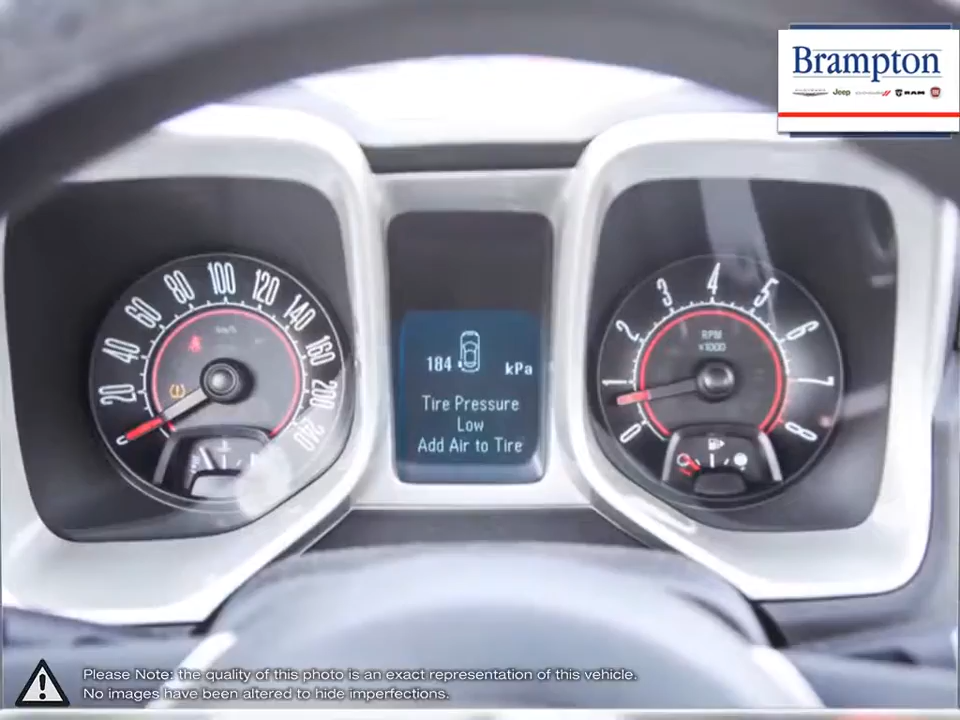 Brampton
Jeep
RAM
100
80
120
60
140
40
160
20
200
240
km/h
184
kPa
Tire Pressure
Low
Add Air to Tire
4
3
5
2
6
1
7
0
8
RPM
x1000
Please Note: the quality of this photo is an exact representation of this vehicle.
No images have been altered to hide imperfections.